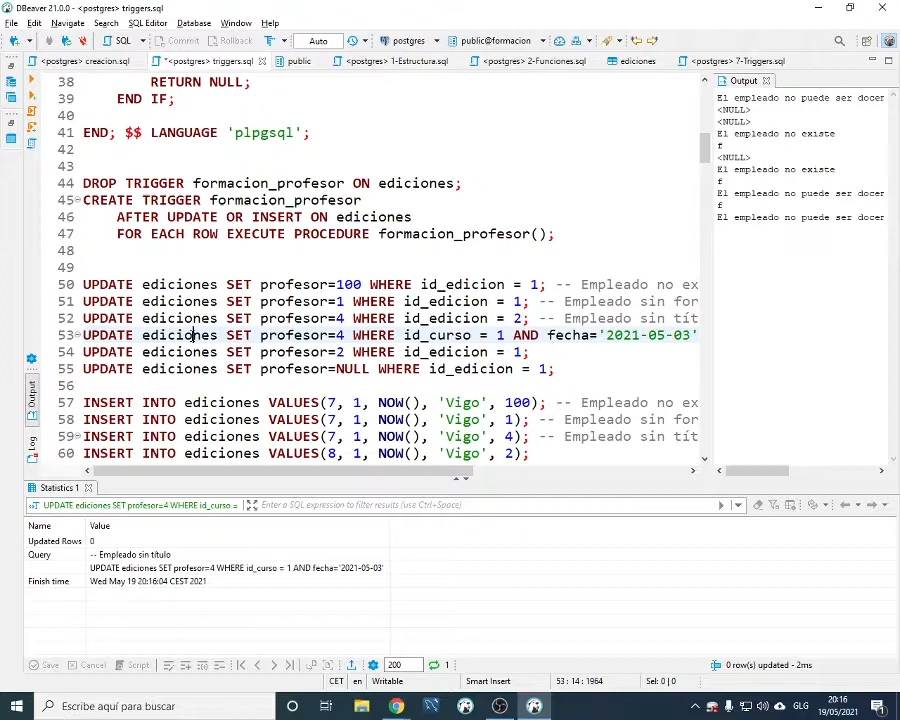 DBeaver 21.0.0 - <postgres> triggers.sql
File Edit Navigate Search SQL Editor Database Window Help
SQL Commit Rollback Auto postgres public@formacion
<postgres> creacion.sql *<postgres> triggers.sql public <postgres> 1-Estructura.sql <postgres> 2-Funciones.sql ediciones <postgres> 7-Triggers.sql
38 RETURN NULL;
39 END IF;
40
41 END; $$ LANGUAGE 'plpgsql';
42
43
44 DROP TRIGGER formacion_profesor ON ediciones;
45 CREATE TRIGGER formacion_profesor
46 AFTER UPDATE OR INSERT ON ediciones
47 FOR EACH ROW EXECUTE PROCEDURE formacion_profesor();
48
49
50 UPDATE ediciones SET profesor=100 WHERE id_edicion = 1; -- Empleado no ex
51 UPDATE ediciones SET profesor=1 WHERE id_edicion = 1; -- Empleado sin for
52 UPDATE ediciones SET profesor=4 WHERE id_edicion = 2; -- Empleado sin tít
53 UPDATE ediciones SET profesor=4 WHERE id_curso = 1 AND fecha='2021-05-03'
54 UPDATE ediciones SET profesor=2 WHERE id_edicion = 1;
55 UPDATE ediciones SET profesor=NULL WHERE id_edicion = 1;
56
57 INSERT INTO ediciones VALUES(7, 1, NOW(), 'Vigo', 100); -- Empleado no ex
58 INSERT INTO ediciones VALUES(7, 1, NOW(), 'Vigo', 1); -- Empleado sin for
59 INSERT INTO ediciones VALUES(7, 1, NOW(), 'Vigo', 4); -- Empleado sin tít
60 INSERT INTO ediciones VALUES(8, 1, NOW(), 'Vigo', 2);
Output
Log
Output
El empleado no puede ser docer
<NULL>
<NULL>
El empleado no existe
f
<NULL>
El empleado no existe
f
El empleado no puede ser docer
f
El empleado no puede ser docer
Statistics 1
UPDATE ediciones SET profesor=4 WHERE id_curso = Enter a SQL expression to filter results (use Ctrl+Space)
Name Value
Updated Rows 0
Query -- Empleado sin título
UPDATE ediciones SET profesor=4 WHERE id_curso = 1 AND fecha='2021-05-03'
Finish time Wed May 19 20:16:04 CEST 2021
Save Cancel Script 200 1 0 row(s) updated - 2ms
CET en Writable Smart Insert 53 : 14 : 1964 Sel: 0 | 0
Escribe aquí para buscar
GLG 20:16
19/05/2021
1